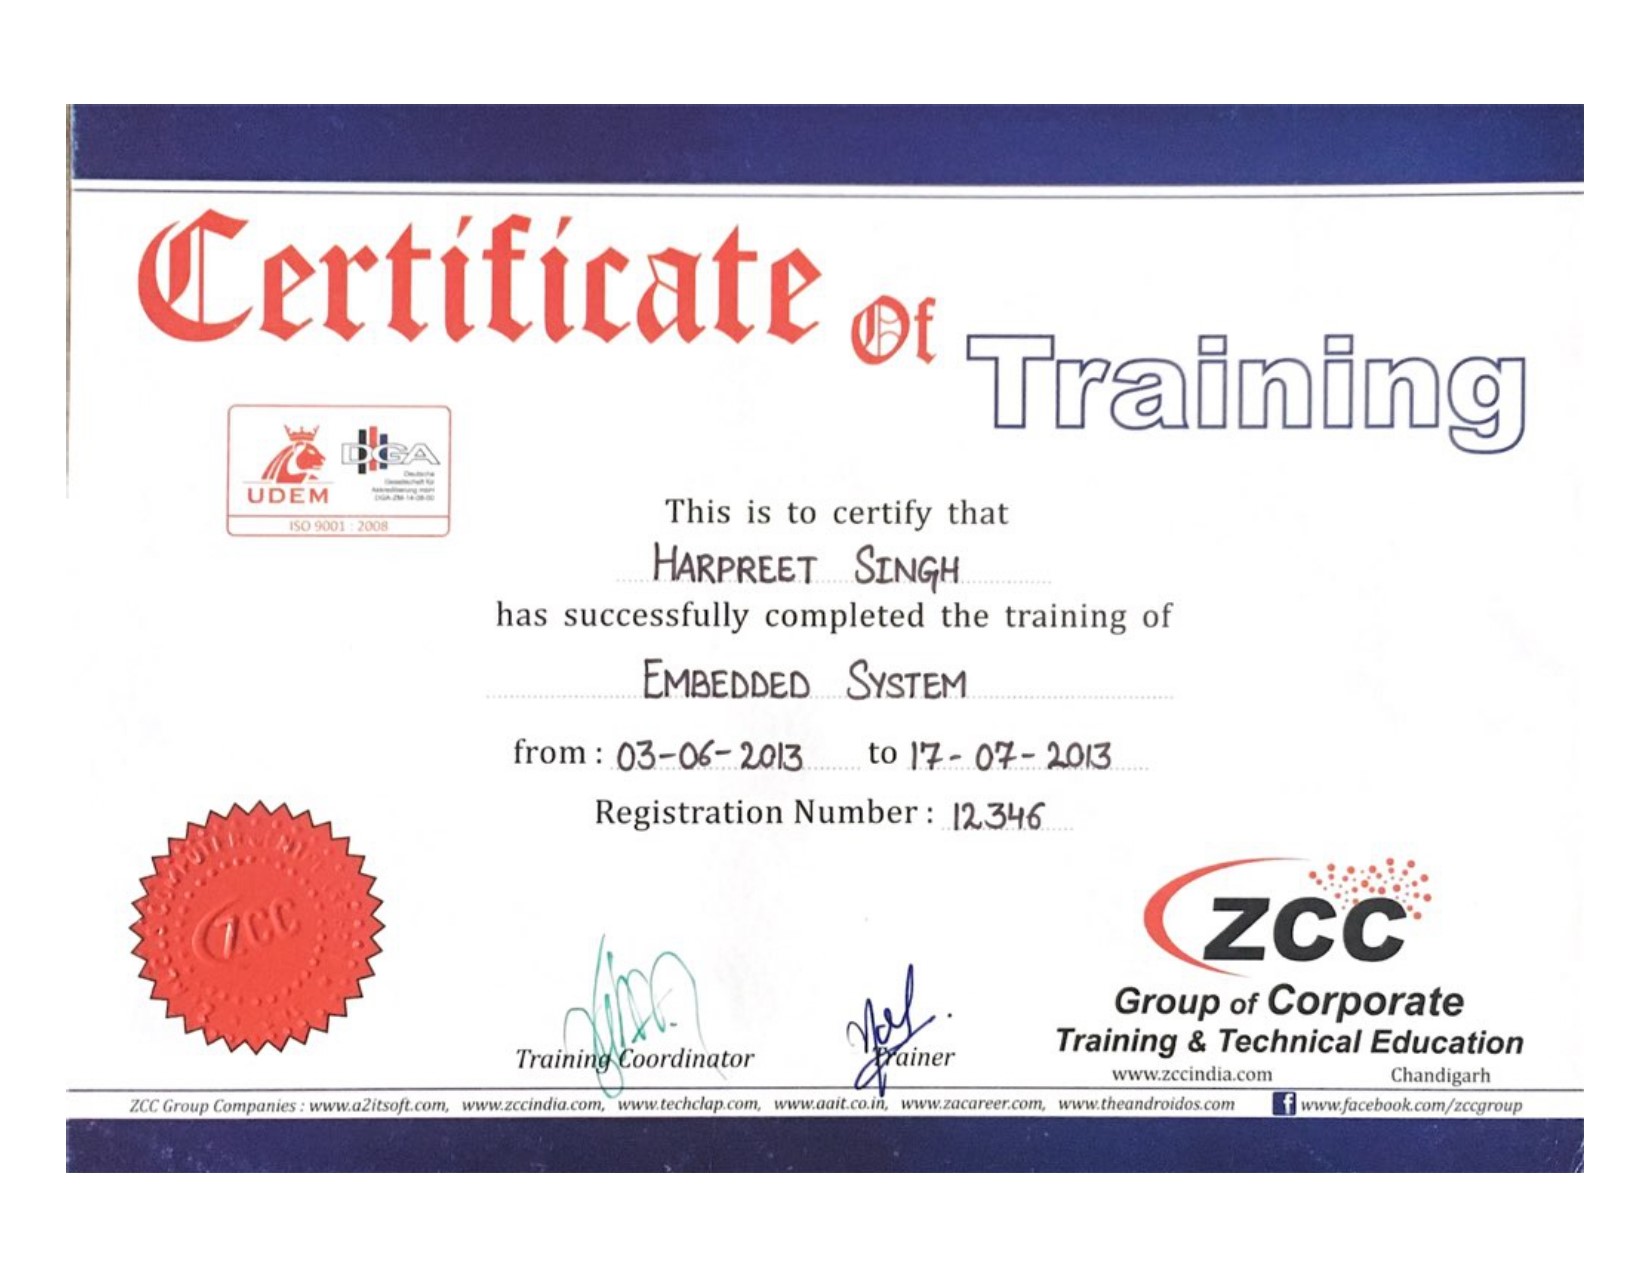 Certificate Of Training
UDEM
DGA
Deutsche
Gesellschaft für
Akkreditierung mbH
ISO 9001 : 2008
This is to certify that
HARPREET SINGH
has successfully completed the training of
EMBEDDED SYSTEM
from : 03-06-2013 to 17-07-2013
Registration Number : 12346
ZCC
ZCC
Group of Corporate
Training & Technical Education
www.zccindia.com Chandigarh
Training Coordinator
Trainer
ZCC Group Companies : www.a2itsoft.com, www.zccindia.com, www.techclap.com, www.aait.co.in, www.zacareer.com, www.theandroidos.com f www.facebook.com/zccgroup